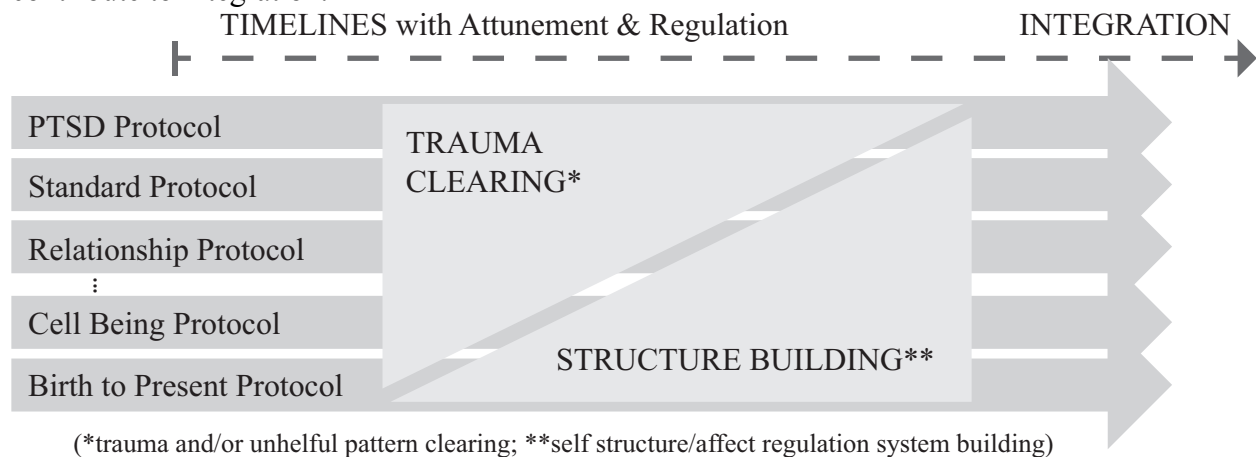 TIMELINES with Attunement & Regulation
INTEGRATION
PTSD Protocol
Standard Protocol
Relationship Protocol
...
Cell Being Protocol
Birth to Present Protocol
TRAUMA
CLEARING*
STRUCTURE BUILDING**
(*trauma and/or unhelful pattern clearing; **self structure/affect regulation system building)